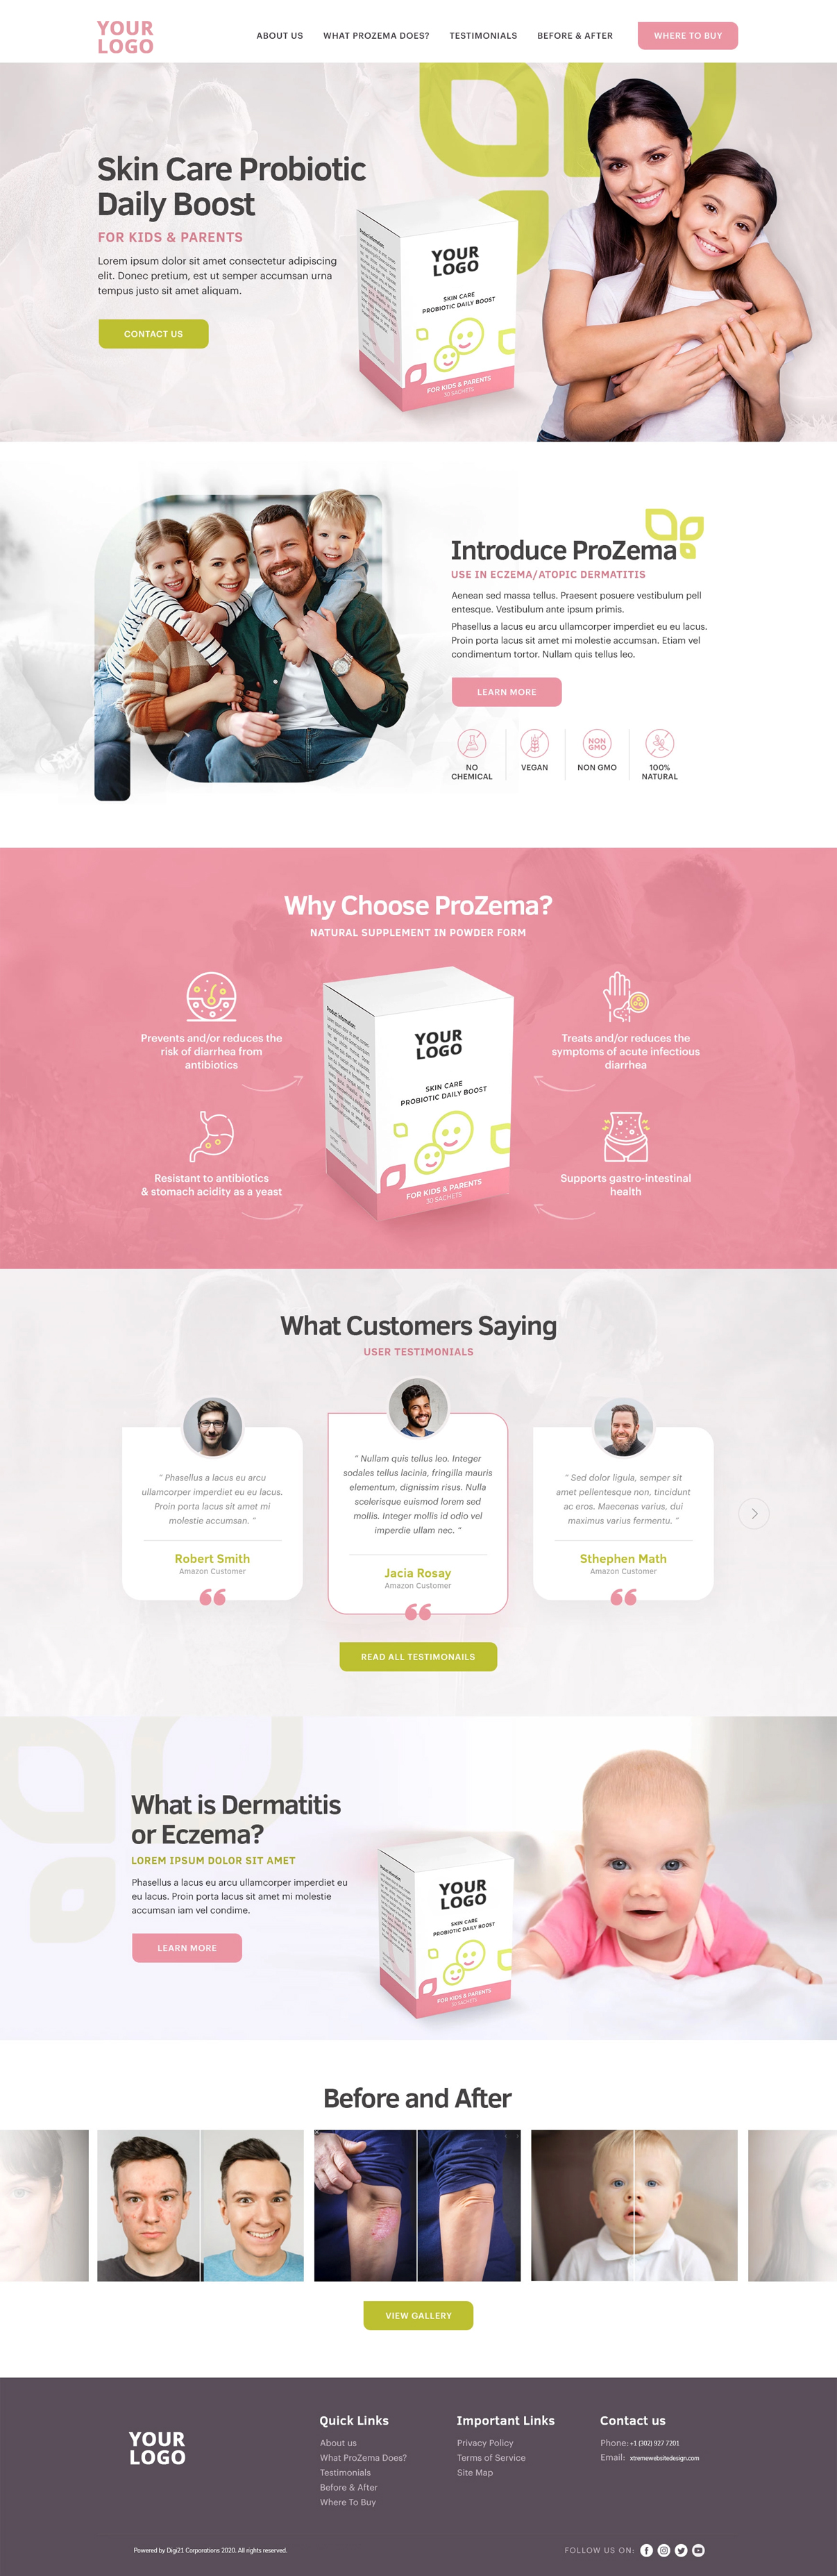 YOUR
LOGO
ABOUT US
WHAT PROZEMA DOES?
TESTIMONIALS
BEFORE & AFTER
WHERE TO BUY
Skin Care Probiotic
Daily Boost
FOR KIDS & PARENTS
Lorem ipsum dolor sit amet consectetur adipiscing
elit. Donec pretium, est ut semper accumsan urna
tempus justo sit amet aliquam.
CONTACT US
Product Information:
YOUR
LOGO
SKIN CARE
PROBIOTIC DAILY BOOST
FOR KIDS & PARENTS
30 SACHETS
Introduce ProZema
USE IN ECZEMA/ATOPIC DERMATITIS
Aenean sed massa tellus. Praesent posuere vestibulum pell
entesque. Vestibulum ante ipsum primis.
Phasellus a lacus eu arcu ullamcorper imperdiet eu eu lacus.
Proin porta lacus sit amet mi molestie accumsan. Etiam vel
condimentum tortor. Nullam quis tellus leo.
LEARN MORE
NON
GMO
NO
CHEMICAL
VEGAN
NON GMO
100%
NATURAL
Why Choose ProZema?
NATURAL SUPPLEMENT IN POWDER FORM
Prevents and/or reduces the
risk of diarrhea from
antibiotics
Resistant to antibiotics
& stomach acidity as a yeast
Product Information:
YOUR
LOGO
SKIN CARE
PROBIOTIC DAILY BOOST
FOR KIDS & PARENTS
30 SACHETS
Treats and/or reduces the
symptoms of acute infectious
diarrhea
Supports gastro-intestinal
health
What Customers Saying
USER TESTIMONIALS
" Phasellus a lacus eu arcu
ullamcorper imperdiet eu eu lacus.
Proin porta lacus sit amet mi
molestie accumsan. "
Robert Smith
Amazon Customer
" Nullam quis tellus leo. Integer
sodales tellus lacinia, fringilla mauris
elementum, dignissim risus. Nulla
scelerisque euismod lorem sed
mollis. Integer mollis id odio vel
imperdie ullam nec. "
Jacia Rosay
Amazon Customer
" Sed dolor ligula, semper sit
amet pellentesque non, tincidunt
ac eros. Maecenas varius, dui
maximus varius fermentu. "
Sthephen Math
Amazon Customer
READ ALL TESTIMONAILS
What is Dermatitis
or Eczema?
LOREM IPSUM DOLOR SIT AMET
Phasellus a lacus eu arcu ullamcorper imperdiet eu
eu lacus. Proin porta lacus sit amet mi molestie
accumsan iam vel condime.
LEARN MORE
YOUR
LOGO
SKIN CARE
PROBIOTIC DAILY BOOST
FOR KIDS & PARENTS
30 SACHETS
Before and After
VIEW GALLERY
YOUR
LOGO
Quick Links
About us
What ProZema Does?
Testimonials
Before & After
Where To Buy
Important Links
Privacy Policy
Terms of Service
Site Map
Contact us
Phone: +1 (302) 927 7201
Email: xtremewebsitedesign.com
Powered by Digi21 Corporations 2020. All rights reserved.
FOLLOW US ON: